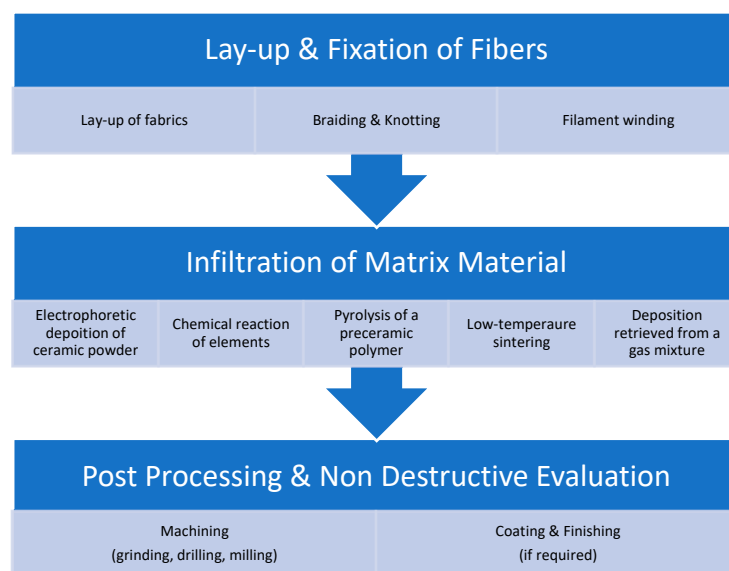 Lay-up & Fixation of Fibers
Lay-up of fabrics
Braiding & Knotting
Filament winding
Infiltration of Matrix Material
Electrophoretic
depoition of
ceramic powder
Chemical reaction
of elements
Pyrolysis of a
preceramic
polymer
Low-temperaure
sintering
Deposition
retrieved from a
gas mixture
Post Processing & Non Destructive Evaluation
Machining
(grinding, drilling, milling)
Coating & Finishing
(if required)